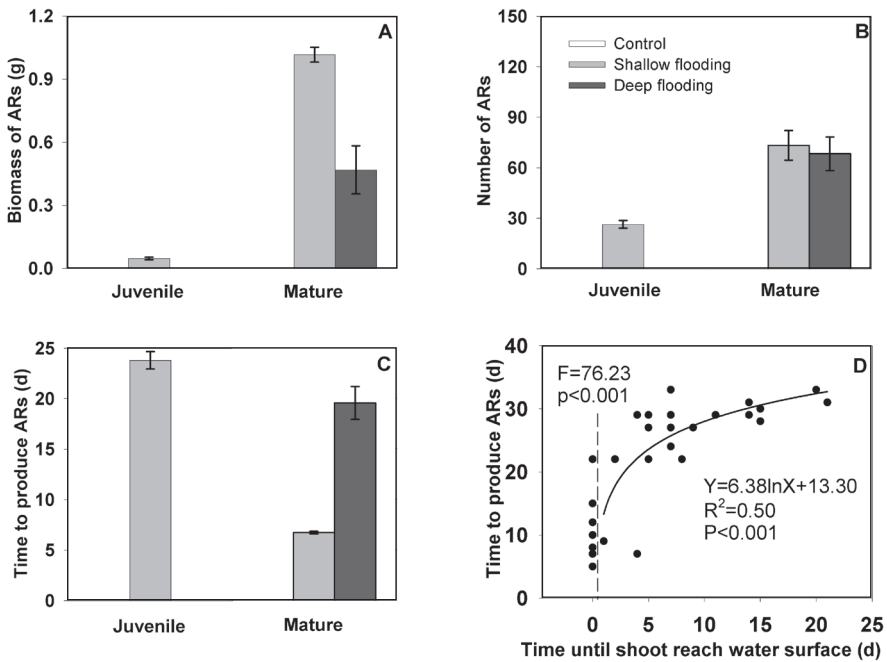 A
Biomass of ARs (g)
1.2
0.9
0.6
0.3
0.0
Juvenile Mature
B
Number of ARs
150
120
90
60
30
0
Control
Shallow flooding
Deep flooding
Juvenile Mature
C
Time to produce ARs (d)
25
20
15
10
5
0
Juvenile Mature
D
Time to produce ARs (d)
40
30
20
10
0
F=76.23
p<0.001
Y=6.38lnX+13.30
R²=0.50
P<0.001
0 5 10 15 20 25
Time until shoot reach water surface (d)